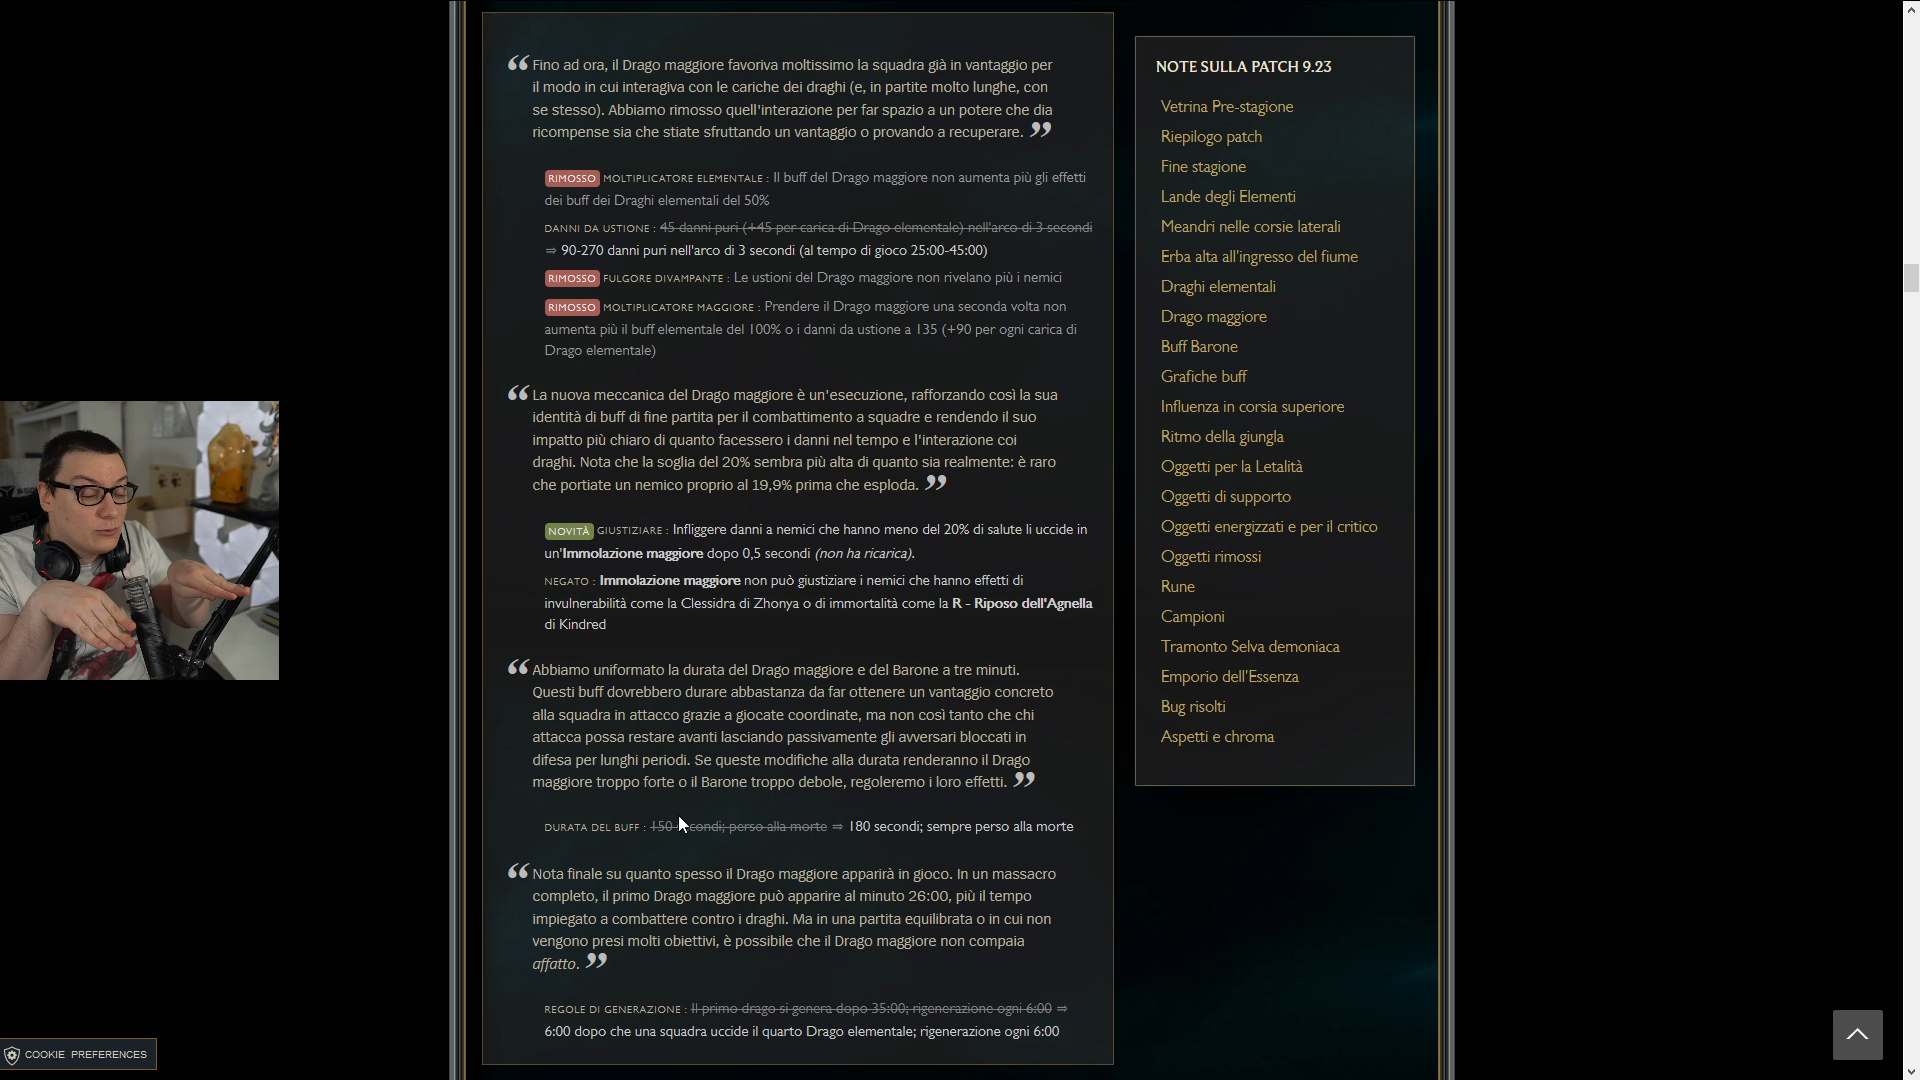 Fino ad ora, il Drago maggiore favoriva moltissimo la squadra già in vantaggio per
il modo in cui interagiva con le cariche dei draghi (e, in partite molto lunghe, con
se stesso). Abbiamo rimosso quell'interazione per far spazio a un potere che dia
ricompense sia che stiate sfruttando un vantaggio o provando a recuperare.
RIMOSSO MOLTIPLICATORE ELEMENTALE : Il buff del Drago maggiore non aumenta più gli effetti
dei buff dei Draghi elementali del 50%
DANNI DA USTIONE : 45 danni puri (+45 per carica di Drago elementale) nell'arco di 3 secondi
⇒ 90-270 danni puri nell'arco di 3 secondi (al tempo di gioco 25:00-45:00)
RIMOSSO FULGORE DIVAMPANTE : Le ustioni del Drago maggiore non rivelano più i nemici
RIMOSSO MOLTIPLICATORE MAGGIORE : Prendere il Drago maggiore una seconda volta non
aumenta più il buff elementale del 100% o i danni da ustione a 135 (+90 per ogni carica di
Drago elementale)
La nuova meccanica del Drago maggiore è un'esecuzione, rafforzando così la sua
identità di buff di fine partita per il combattimento a squadre e rendendo il suo
impatto più chiaro di quanto facessero i danni nel tempo e l'interazione coi
draghi. Nota che la soglia del 20% sembra più alta di quanto sia realmente: è raro
che portiate un nemico proprio al 19,9% prima che esploda.
NOVITÀ GIUSTIZIARE : Infliggere danni a nemici che hanno meno del 20% di salute li uccide in
un'Immolazione maggiore dopo 0,5 secondi (non ha ricarica).
NEGATO : Immolazione maggiore non può giustiziare i nemici che hanno effetti di
invulnerabilità come la Clessidra di Zhonya o di immortalità come la R - Riposo dell'Agnella
di Kindred
Abbiamo uniformato la durata del Drago maggiore e del Barone a tre minuti.
Questi buff dovrebbero durare abbastanza da far ottenere un vantaggio concreto
alla squadra in attacco grazie a giocate coordinate, ma non così tanto che chi
attacca possa restare avanti lasciando passivamente gli avversari bloccati in
difesa per lunghi periodi. Se queste modifiche alla durata renderanno il Drago
maggiore troppo forte o il Barone troppo debole, regoleremo i loro effetti.
DURATA DEL BUFF : 150 secondi; perso alla morte ⇒ 180 secondi; sempre perso alla morte
Nota finale su quanto spesso il Drago maggiore apparirà in gioco. In un massacro
completo, il primo Drago maggiore può apparire al minuto 26:00, più il tempo
impiegato a combattere contro i draghi. Ma in una partita equilibrata o in cui non
vengono presi molti obiettivi, è possibile che il Drago maggiore non compaia
affatto.
REGOLE DI GENERAZIONE : Il primo drago si genera dopo 35:00; rigenerazione ogni 6:00 ⇒
6:00 dopo che una squadra uccide il quarto Drago elementale; rigenerazione ogni 6:00
NOTE SULLA PATCH 9.23
Vetrina Pre-stagione
Riepilogo patch
Fine stagione
Lande degli Elementi
Meandri nelle corsie laterali
Erba alta all'ingresso del fiume
Draghi elementali
Drago maggiore
Buff Barone
Grafiche buff
Influenza in corsia superiore
Ritmo della giungla
Oggetti per la Letalità
Oggetti di supporto
Oggetti energizzati e per il critico
Oggetti rimossi
Rune
Campioni
Tramonto Selva demoniaca
Emporio dell'Essenza
Bug risolti
Aspetti e chroma
COOKIE PREFERENCES